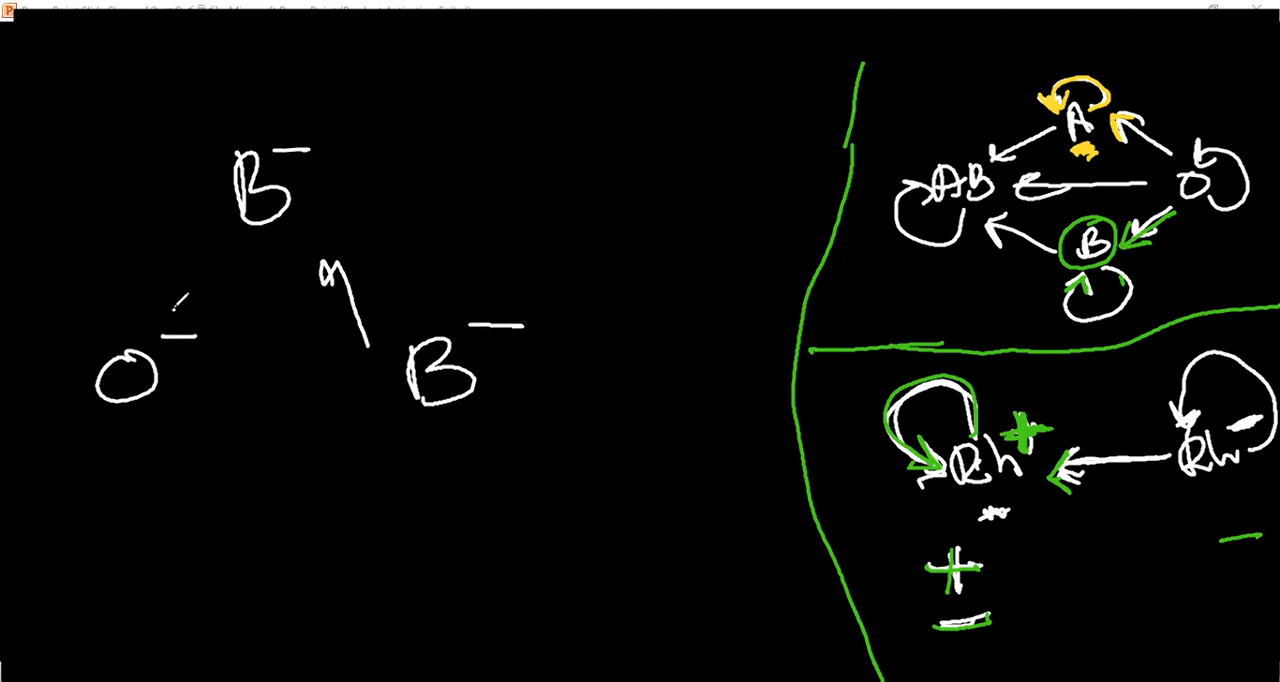 B⁻
O⁻
B⁻
A
AB
O
B
Rh+
Rh-
+
-
-